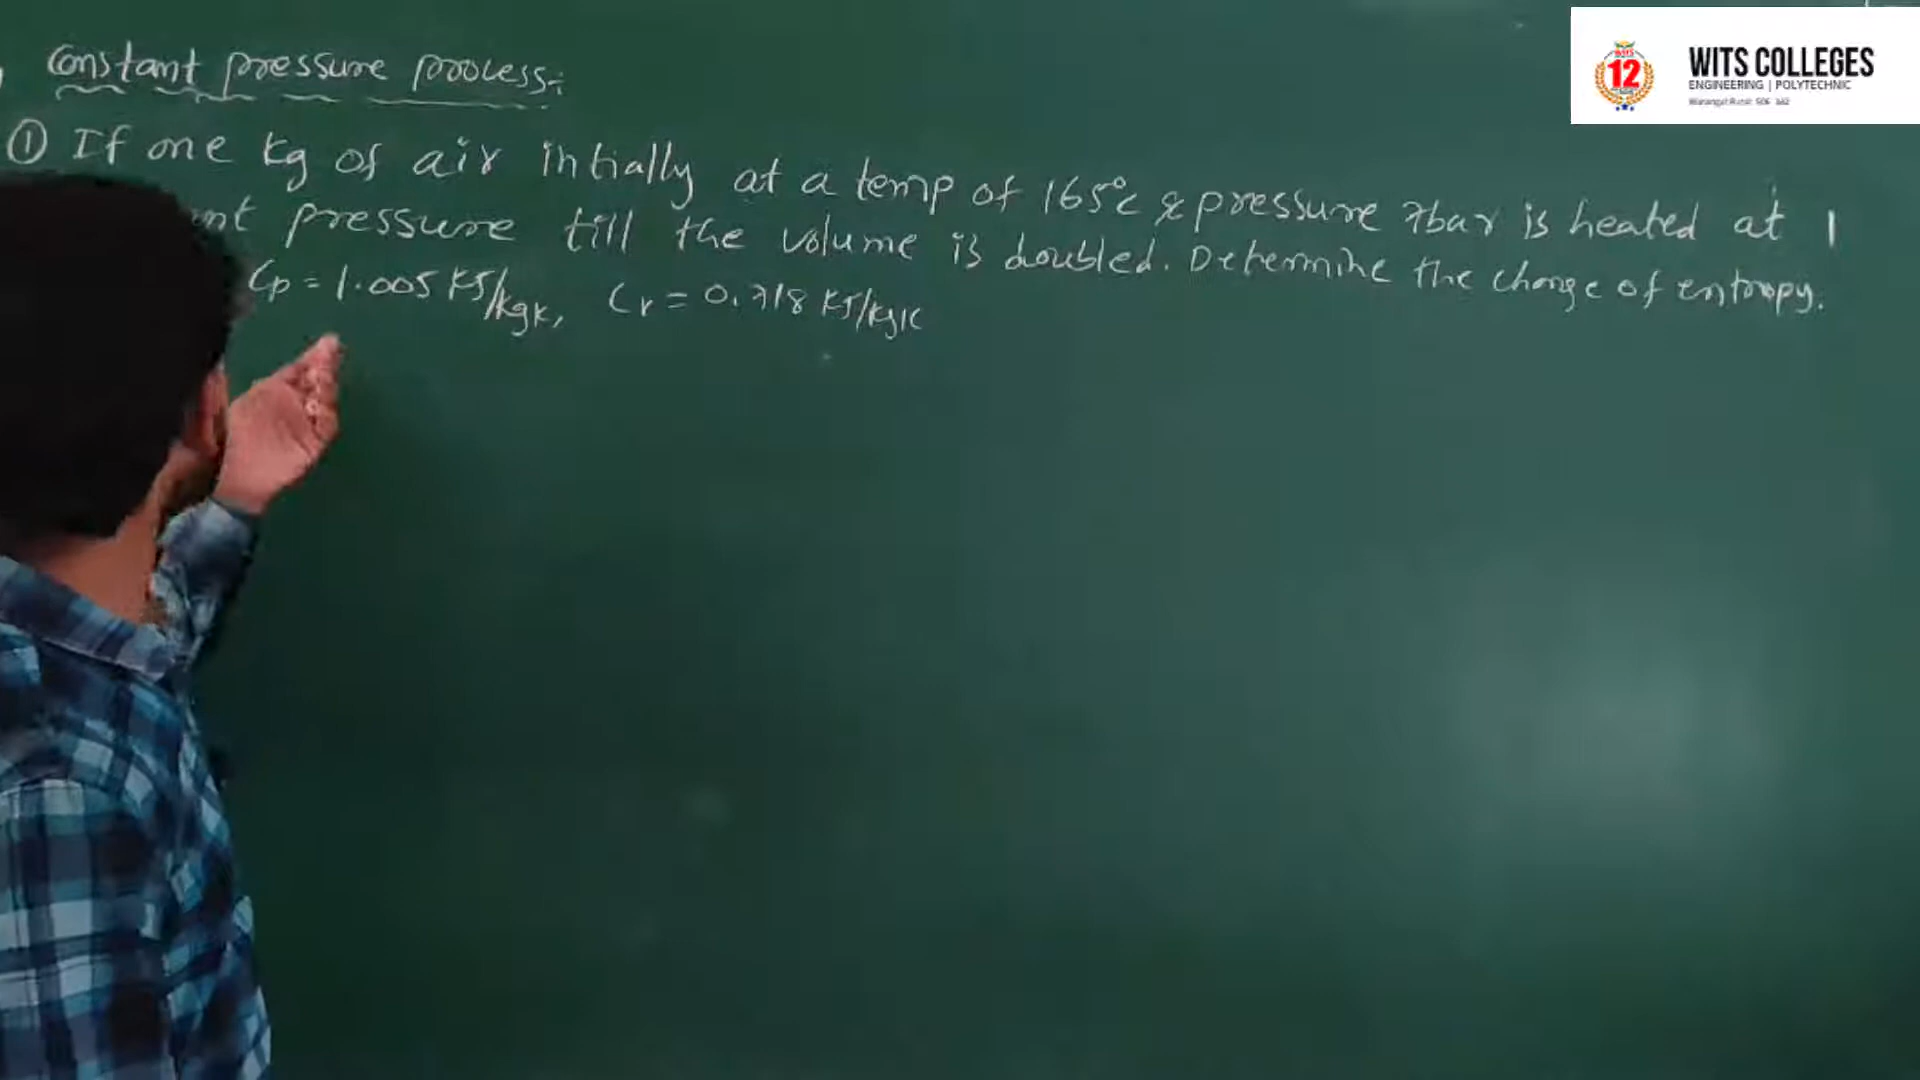 Constant pressure process:-
① If one kg of air intially at a temp of 165°c & pressure 7bar is heated at
pressure till the volume is doubled. Determine the change of entropy.
Cp = 1.005 KJ/kgK, Cv = 0.718 KJ/kgK
WITS COLLEGES
ENGINEERING | POLYTECHNIC
12